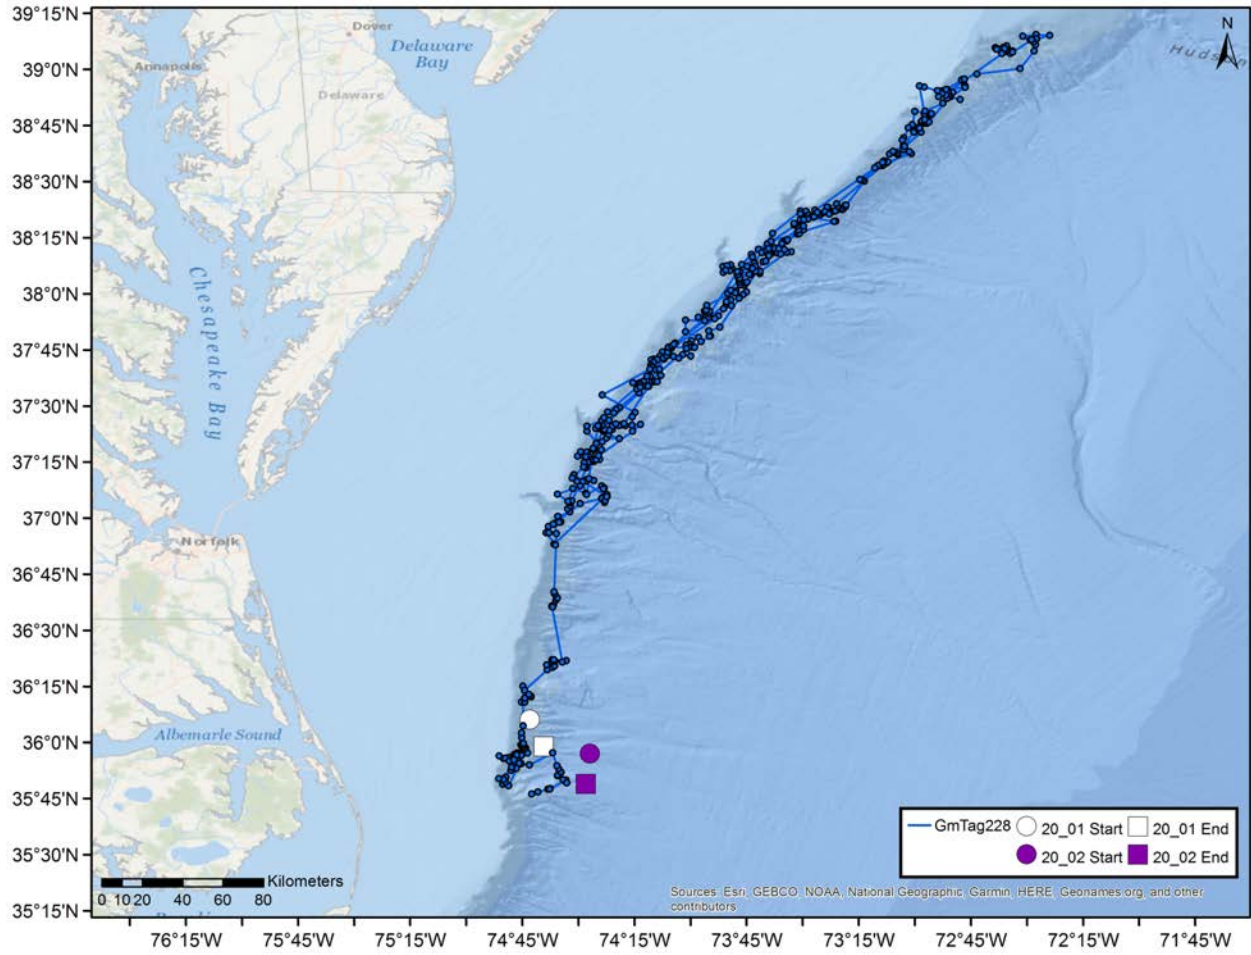 39°15'N
39°0'N
38°45'N
38°30'N
38°15'N
38°0'N
37°45'N
37°30'N
37°15'N
37°0'N
36°45'N
36°30'N
36°15'N
36°0'N
35°45'N
35°30'N
35°15'N
Dover
Delaware
Bay
Annapolis
Delaware
Hudson
N
Chesapeake Bay
Norfolk
Albemarle Sound
GmTag228
20_01 Start
20_01 End
20_02 Start
20_02 End
Kilometers
0 10 20 40 60 80
Sources: Esri, GEBCO, NOAA, National Geographic, Garmin, HERE, Geonames.org, and other
contributors
76°15'W 75°45'W 75°15'W 74°45'W 74°15'W 73°45'W 73°15'W 72°45'W 72°15'W 71°45'W